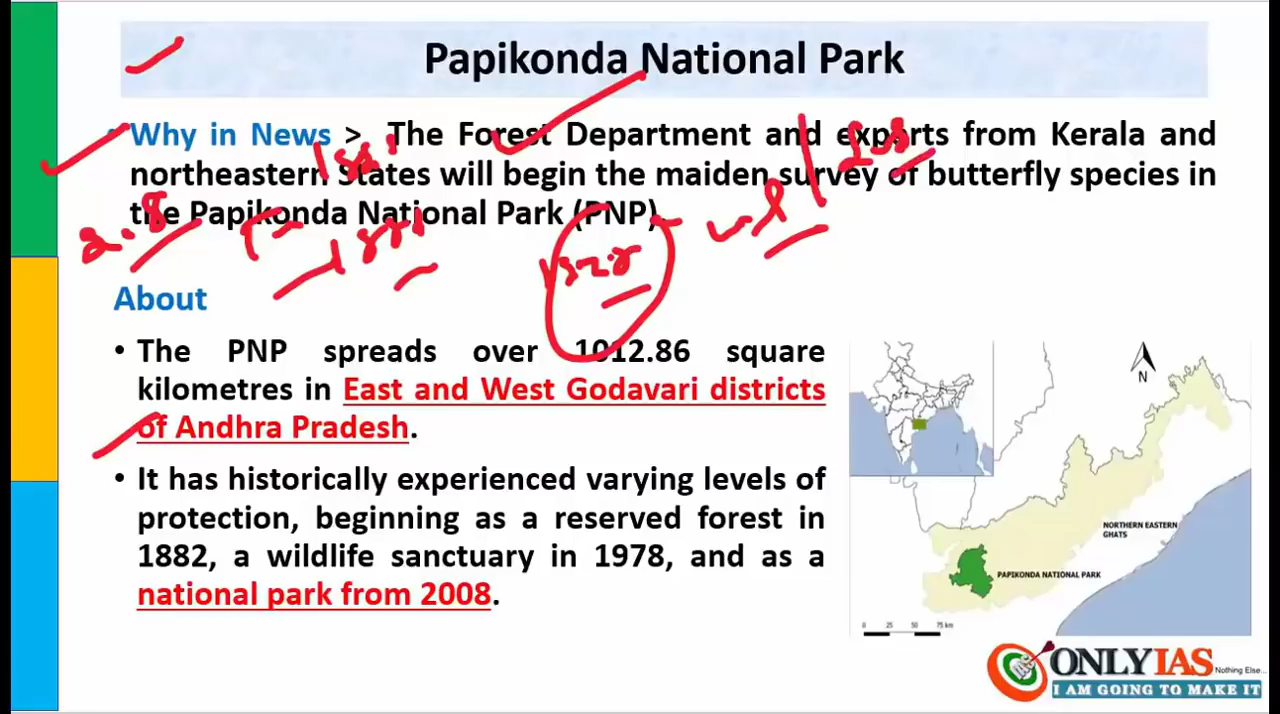 Papikonda National Park
• Why in News > The Forest Department and experts from Kerala and
northeastern States will begin the maiden survey of butterfly species in
the Papikonda National Park (PNP).
About
• The PNP spreads over 1012.86 square
kilometres in East and West Godavari districts
of Andhra Pradesh.
• It has historically experienced varying levels of
protection, beginning as a reserved forest in
1882, a wildlife sanctuary in 1978, and as a
national park from 2008.
N
NORTHERN EASTERN
GHATS
PAPIKONDA NATIONAL PARK
0 25 50 75 km
ONLYIAS
Nothing Else...
I AM GOING TO MAKE IT